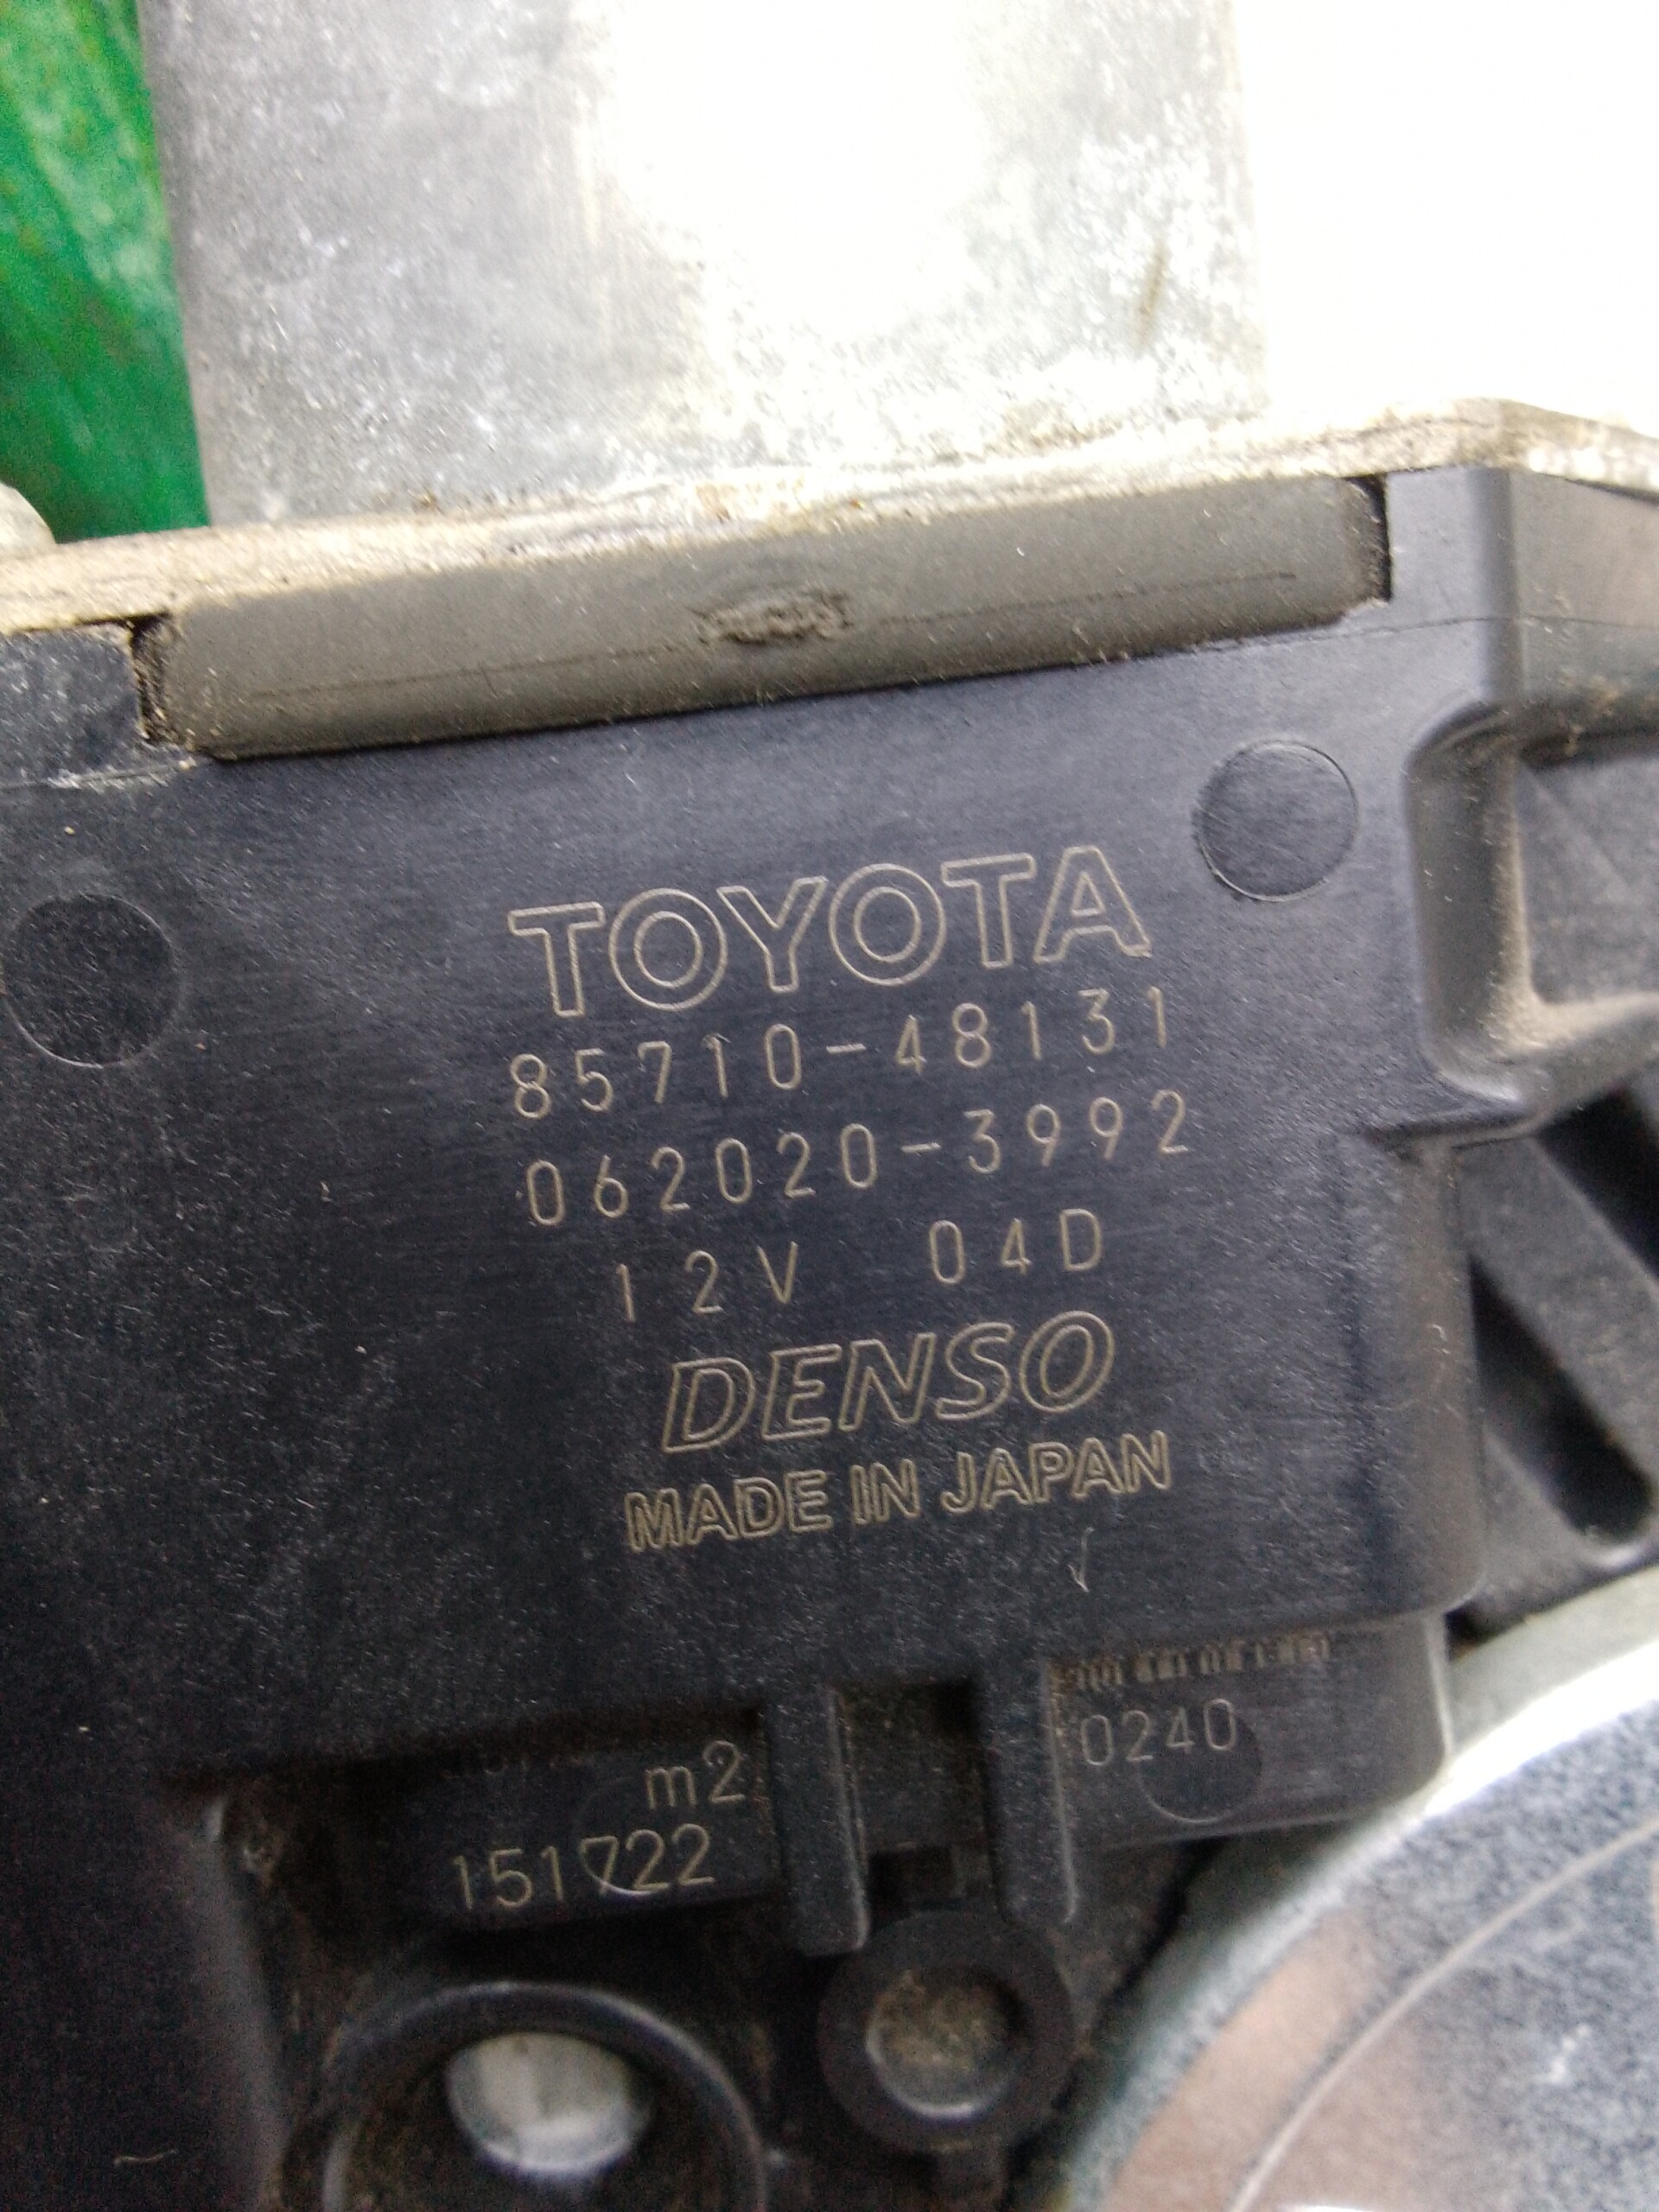 TOYOTA
85710-48131
062020-3992
12V 04D
DENSO
MADE IN JAPAN
0240
m2
151722